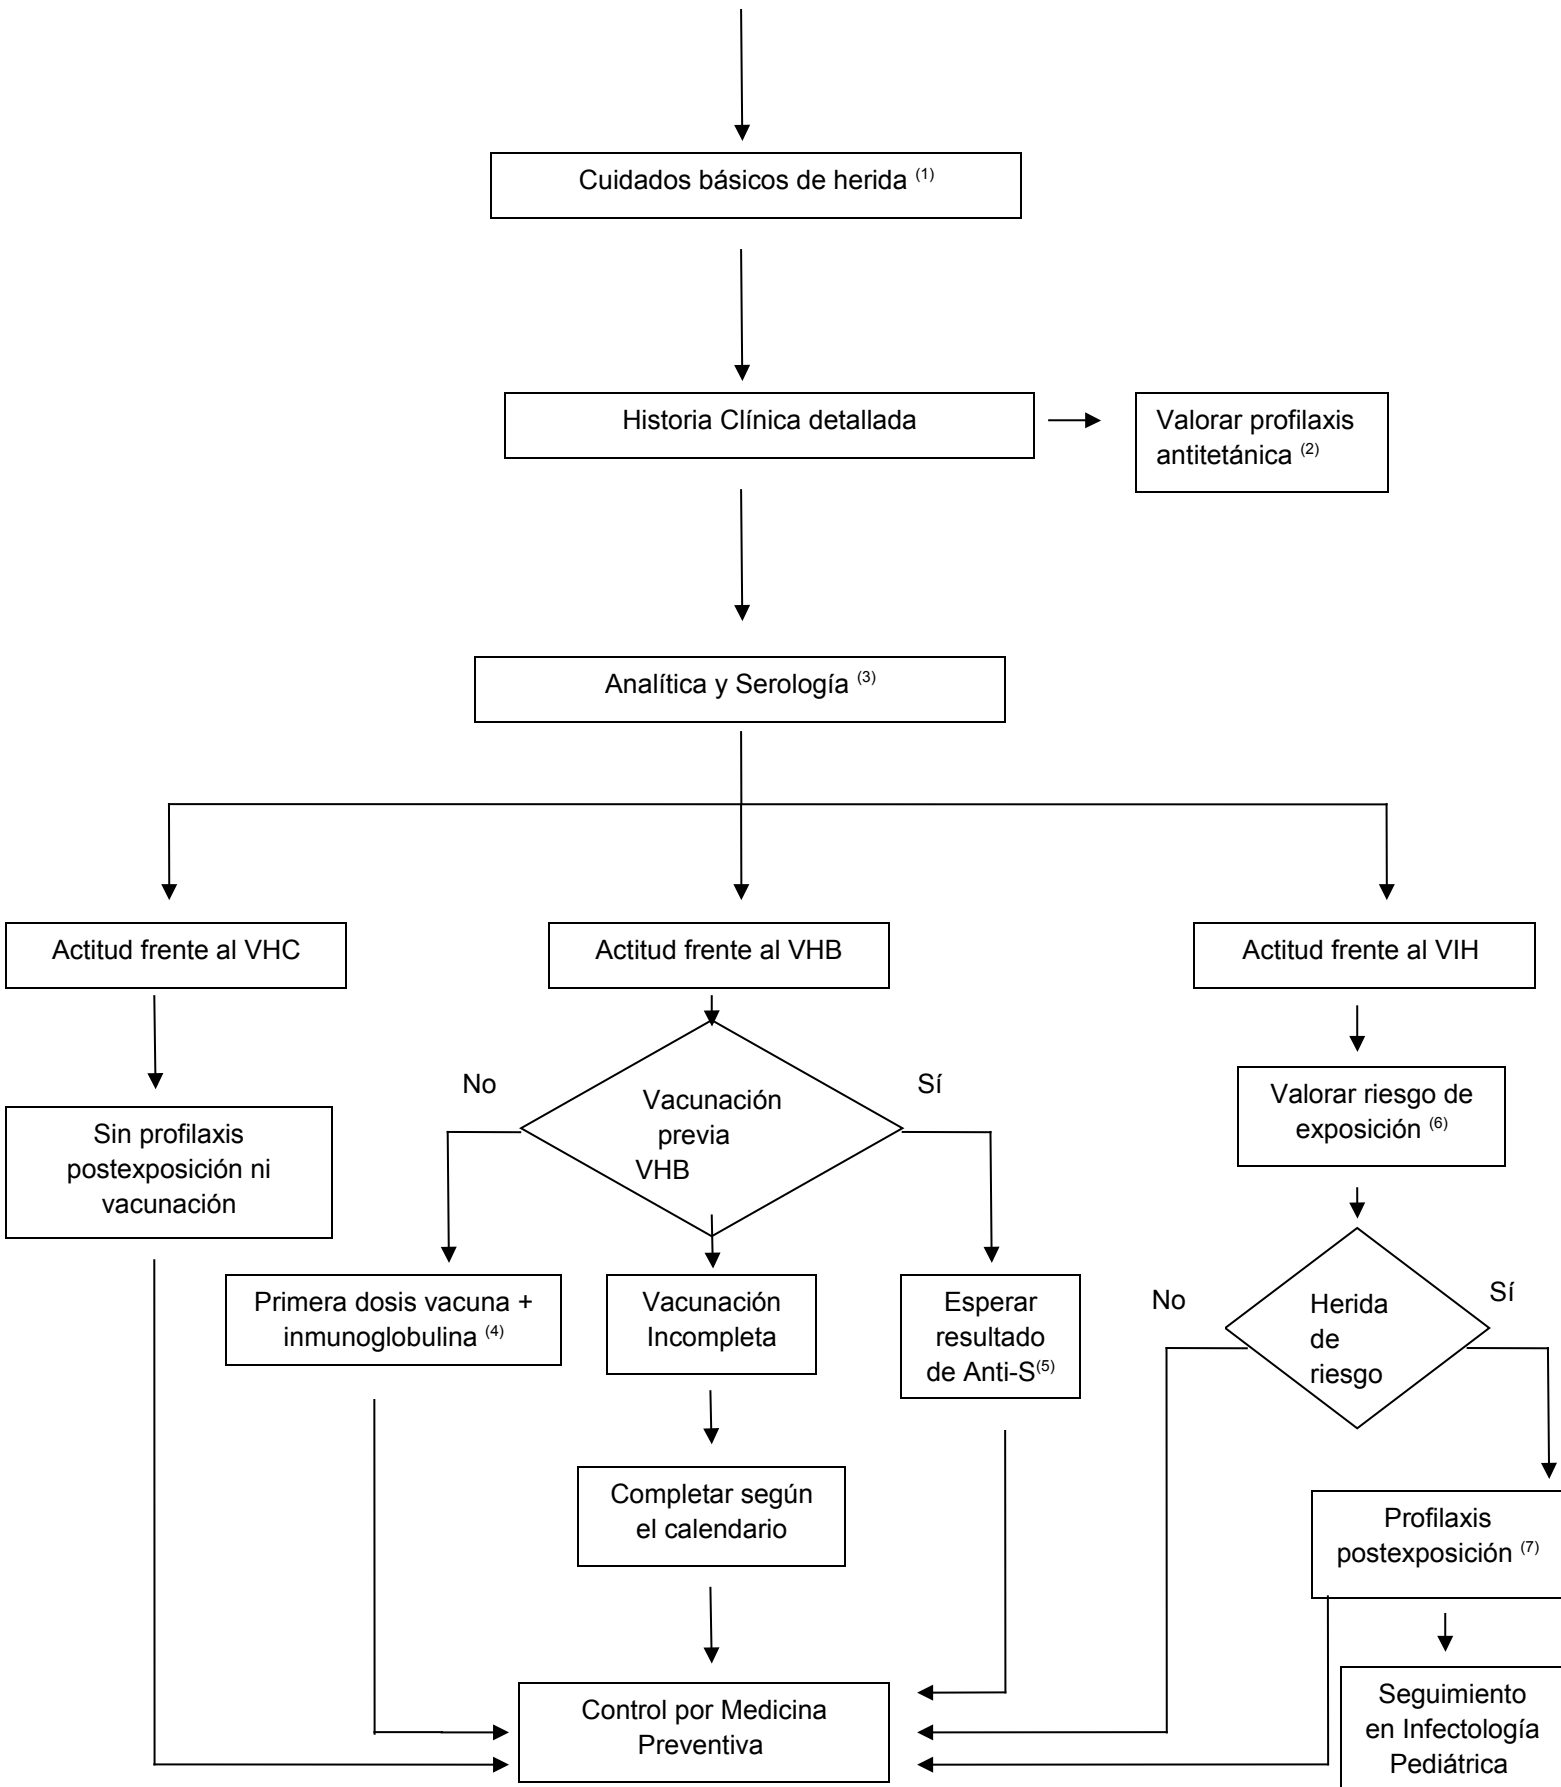 Cuidados básicos de herida (1)
Historia Clínica detallada
Valorar profilaxis
antitetánica (2)
Analítica y Serología (3)
Actitud frente al VHC
Actitud frente al VHB
Actitud frente al VIH
Sin profilaxis
postexposición ni
vacunación
No
Vacunación
previa
VHB
Sí
Valorar riesgo de
exposición (6)
Primera dosis vacuna +
inmunoglobulina (4)
Vacunación
Incompleta
Esperar
resultado
de Anti-S(5)
No
Herida
de
riesgo
Sí
Completar según
el calendario
Profilaxis
postexposición (7)
Control por Medicina
Preventiva
Seguimiento
en Infectología
Pediátrica